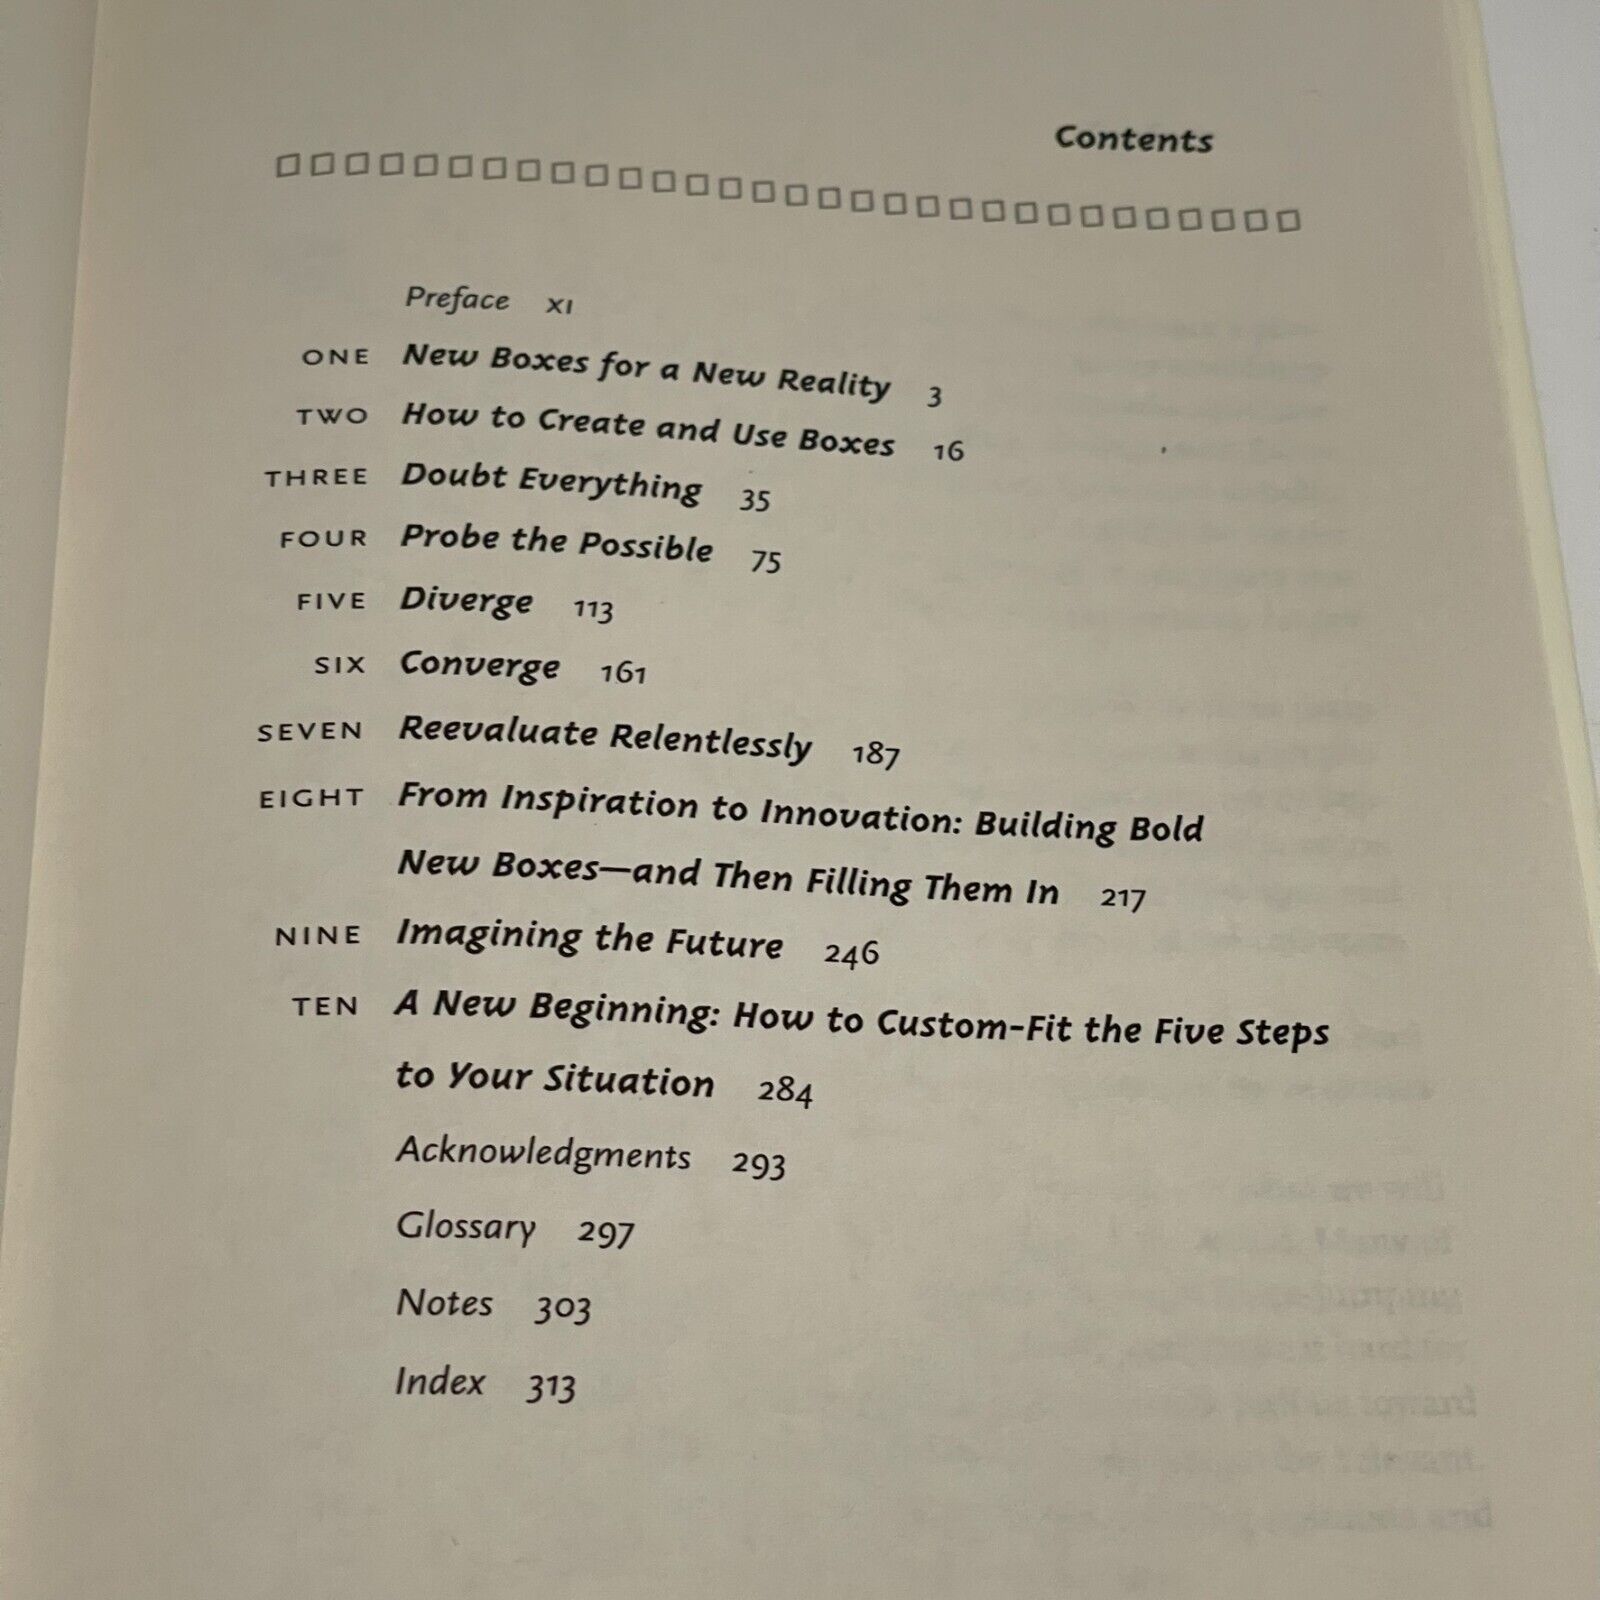 Contents
Preface XI
ONE New Boxes for a New Reality 3
TWO How to Create and Use Boxes 16
THREE Doubt Everything 35
FOUR Probe the Possible 75
FIVE Diverge 113
SIX Converge 161
SEVEN Reevaluate Relentlessly 187
EIGHT From Inspiration to Innovation: Building Bold
New Boxes—and Then Filling Them In 217
NINE Imagining the Future 246
TEN A New Beginning: How to Custom-Fit the Five Steps
to Your Situation 284
Acknowledgments 293
Glossary 297
Notes 303
Index 313